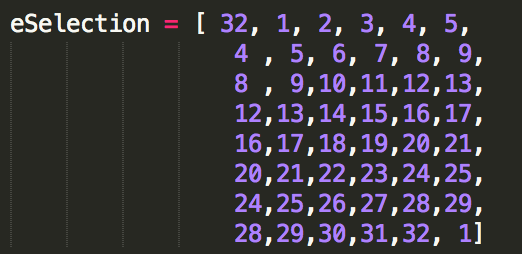 eSelection = [ 32, 1, 2, 3, 4, 5,
4 , 5, 6, 7, 8, 9,
8 , 9,10,11,12,13,
12,13,14,15,16,17,
16,17,18,19,20,21,
20,21,22,23,24,25,
24,25,26,27,28,29,
28,29,30,31,32, 1]